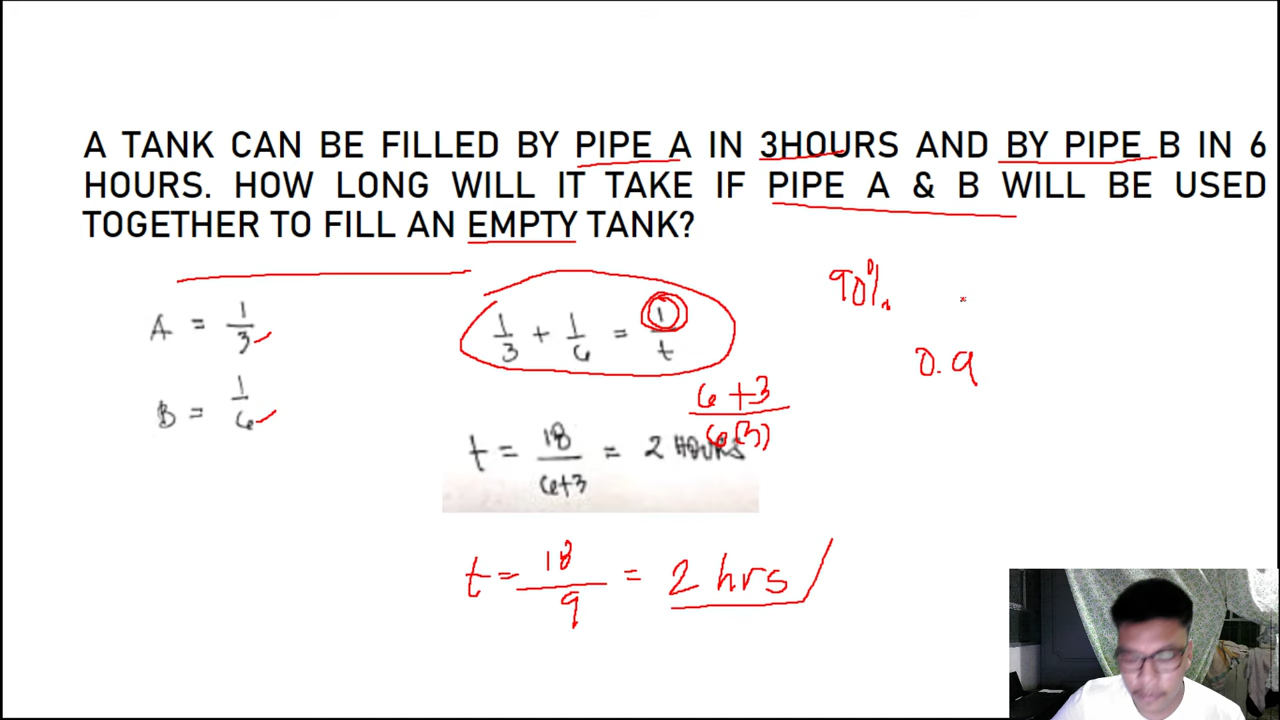 A TANK CAN BE FILLED BY PIPE A IN 3HOURS AND BY PIPE B IN 6
HOURS. HOW LONG WILL IT TAKE IF PIPE A & B WILL BE USED
TOGETHER TO FILL AN EMPTY TANK?
A = 1/3
B = 1/6
1/3 + 1/6 = 1/t
90%
0.9
6+3
6(3)
t = 18/6+3 = 2 HOURS
t = 18/9 = 2 hrs